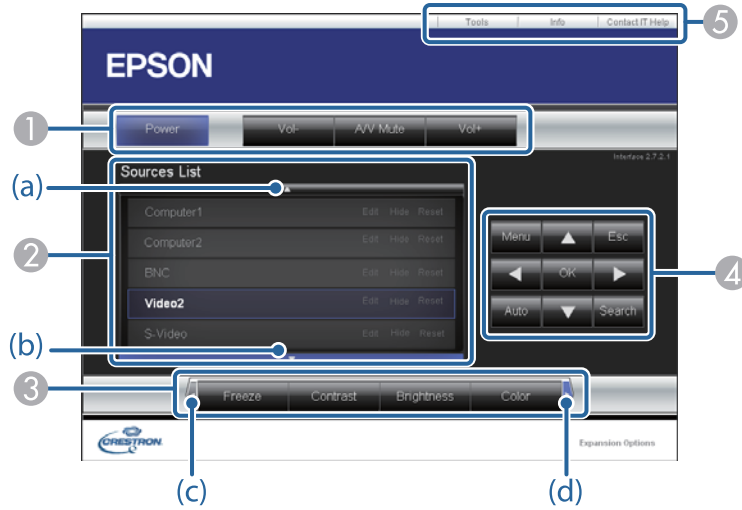 Tools Info Contact IT Help 5
EPSON
1 Power Vol- A/V Mute Vol+
Interface 2.7.2.1
Sources List
(a)
Computer1 Edit Hide Reset
Computer2 Edit Hide Reset
2 BNC Edit Hide Reset
Video2 Edit Hide Reset
S-Video Edit Hide Reset
(b)
Menu Esc
OK 4
Auto Search
3 Freeze Contrast Brightness Color
CRESTRON Expansion Options
(c) (d)